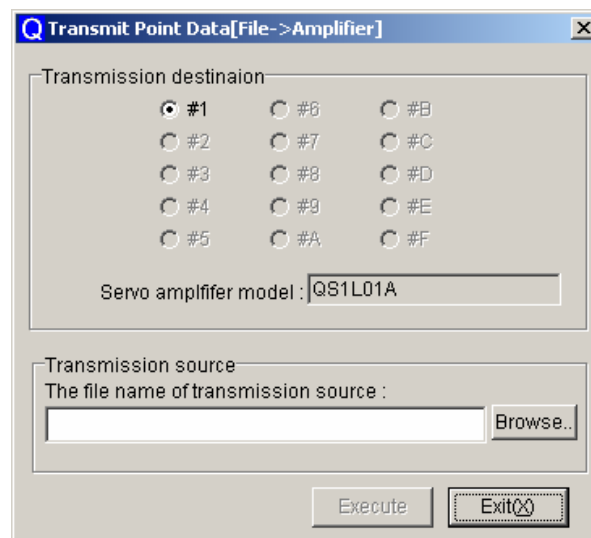 Q Transmit Point Data[File->Amplifier]
Transmission destinaion
#1 #6 #B
#2 #7 #C
#3 #8 #D
#4 #9 #E
#5 #A #F
Servo amplfifer model : QS1L01A
Transmission source
The file name of transmission source :
Browse..
Execute Exit(X)